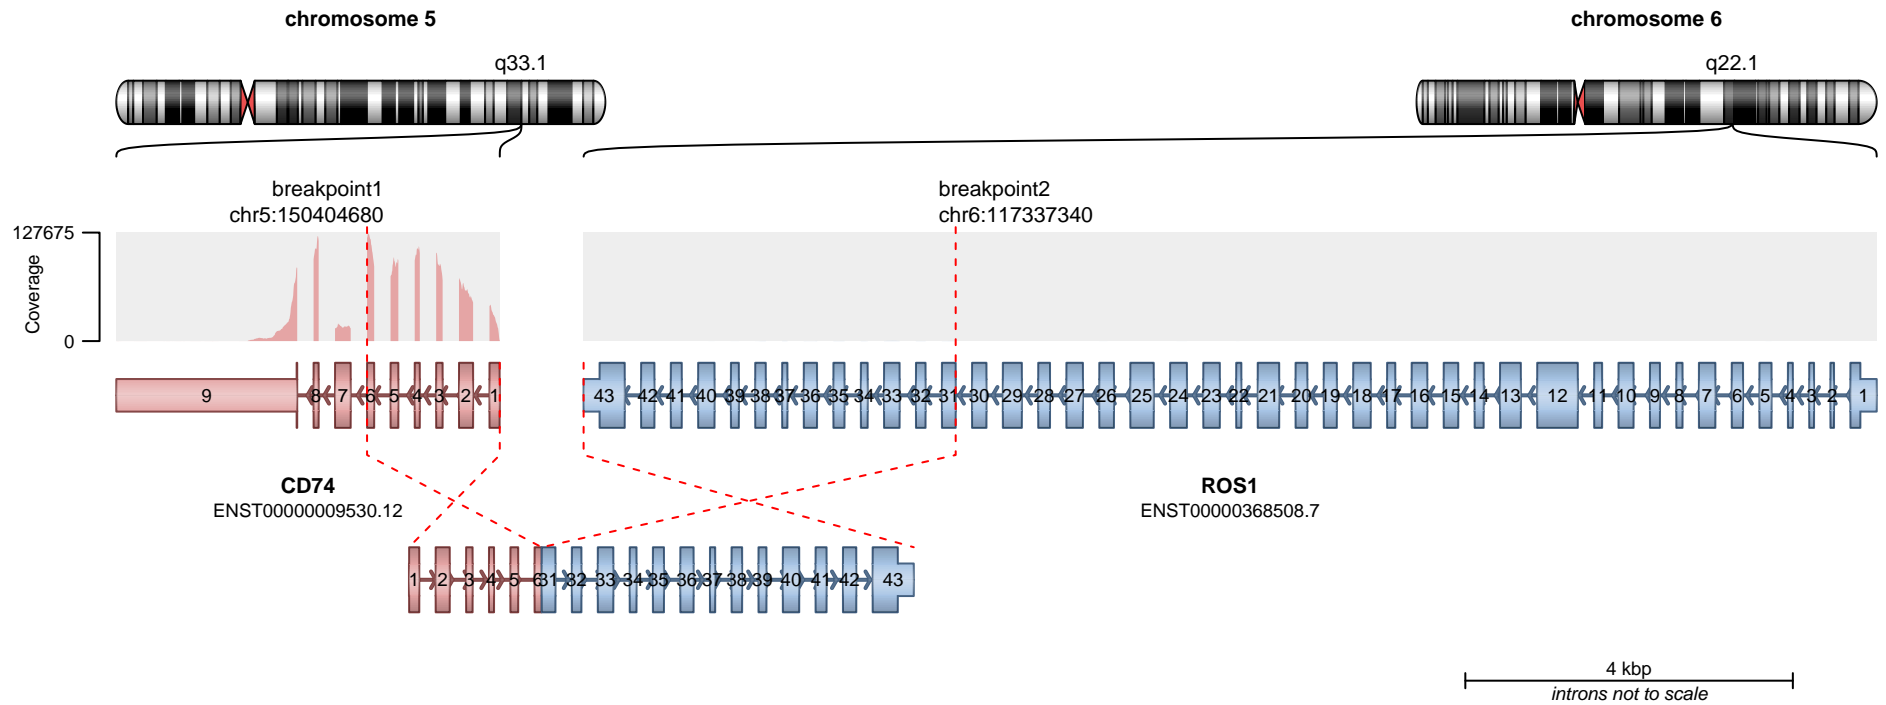 chromosome 5
chromosome 6
q33.1
q22.1
breakpoint1
chr5:150404680
breakpoint2
chr6:117337340
127675
Coverage
0
9 8 7 6 5 4 3 2 1
43 42 41 40 39 38 37 36 35 34 33 32 31 30 29 28 27 26 25 24 23 22 21 20 19 18 17 16 15 14 13 12 11 10 9 8 7 6 5 4 3 2 1
CD74
ENST00000009530.12
ROS1
ENST00000368508.7
1 2 3 4 5 6 31 32 33 34 35 36 37 38 39 40 41 42 43
4 kbp
introns not to scale